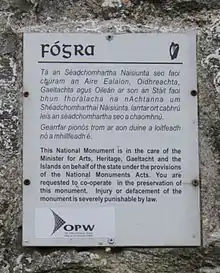 FÓGRA
Tá an Séadchomhartha Náisiúnta seo faoi
chúram an Aire Ealaíon, Oidhreachta,
Gaeltachta agus Oileán ar son an Stáit faoi
bhun fhorálacha na nAchtanna um
Shéadchomharthaí Náisiúnta. Iarrtar ort cabhrú
leis an séadchomhartha seo a chaomhnú.
Gearrfar pionós trom ar aon duine a loitfeadh
nó a mhillfeadh é.
This National Monument is in the care of the
Minister for Arts, Heritage, Gaeltacht and the
Islands on behalf of the state under the provisions
of the National Monuments Acts. You are
requested to co-operate in the preservation of
this monument. Injury or defacement of the
monument is severely punishable by law.
OPW